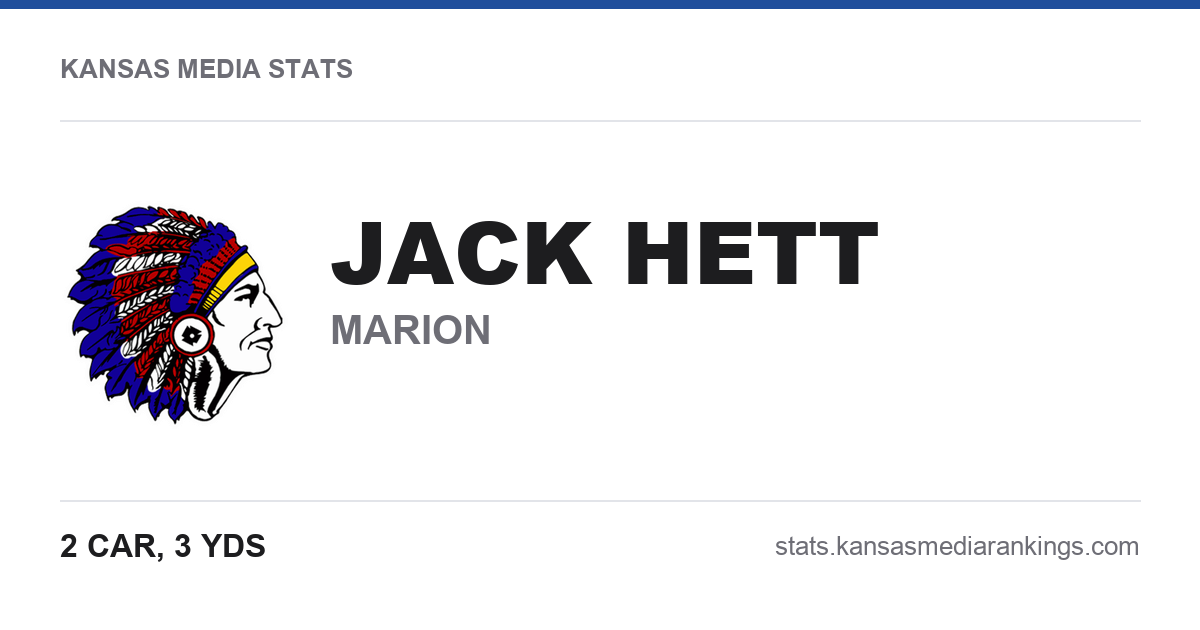 KANSAS MEDIA STATS
JACK HETT
MARION
2 CAR, 3 YDS
stats.kansasmediarankings.com